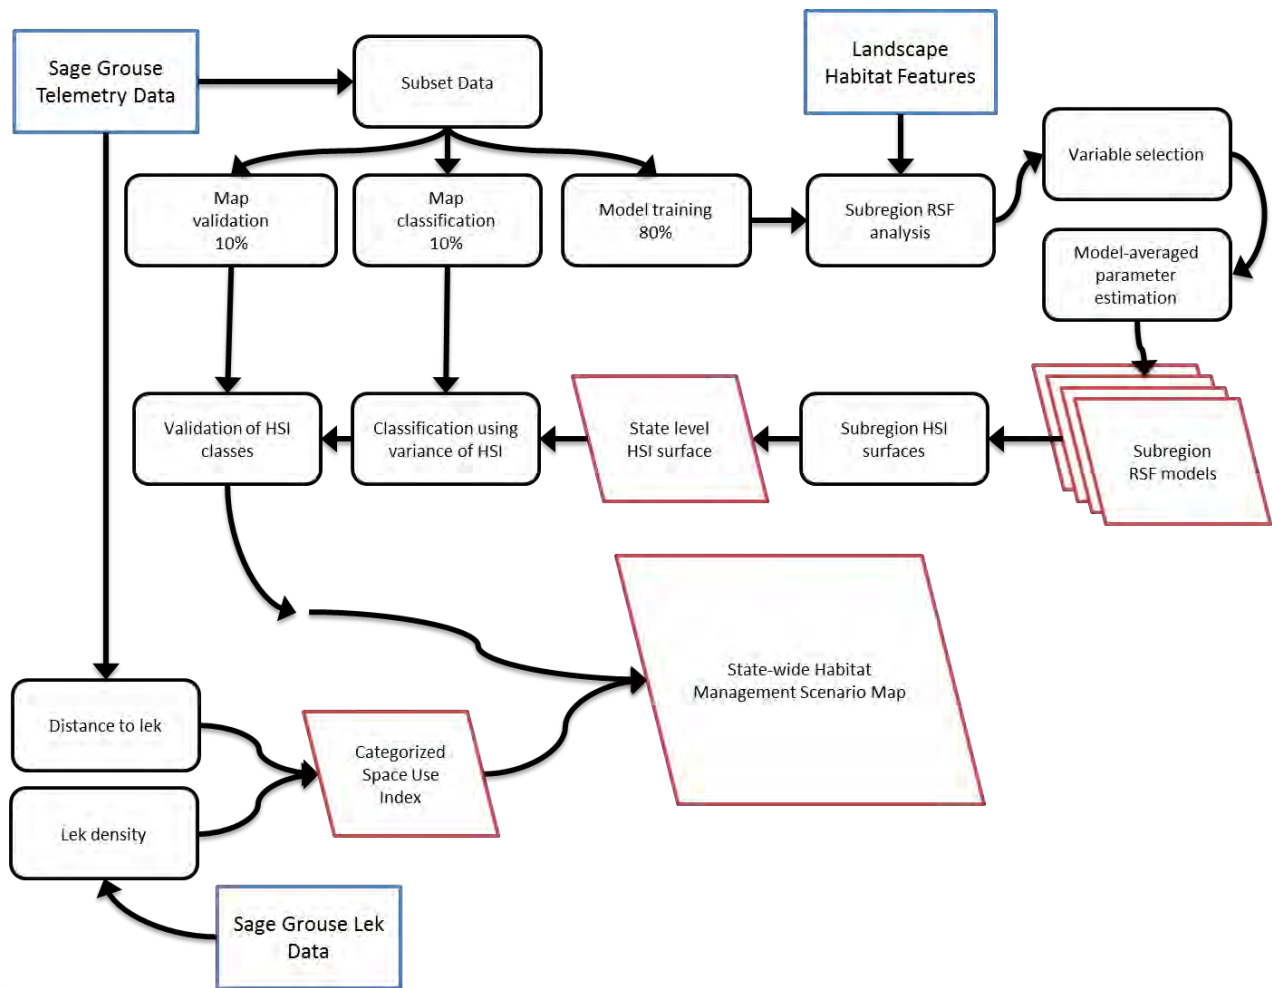 Sage Grouse
Telemetry Data
Subset Data
Landscape
Habitat Features
Variable selection
Map
validation
10%
Map
classification
10%
Model training
80%
Subregion RSF
analysis
Model-averaged
parameter
estimation
Validation of HSI
classes
Classification using
variance of HSI
State level
HSI surface
Subregion HSI
surfaces
Subregion
RSF models
State-wide Habitat
Management Scenario Map
Distance to lek
Categorized
Space Use
Index
Lek density
Sage Grouse Lek
Data